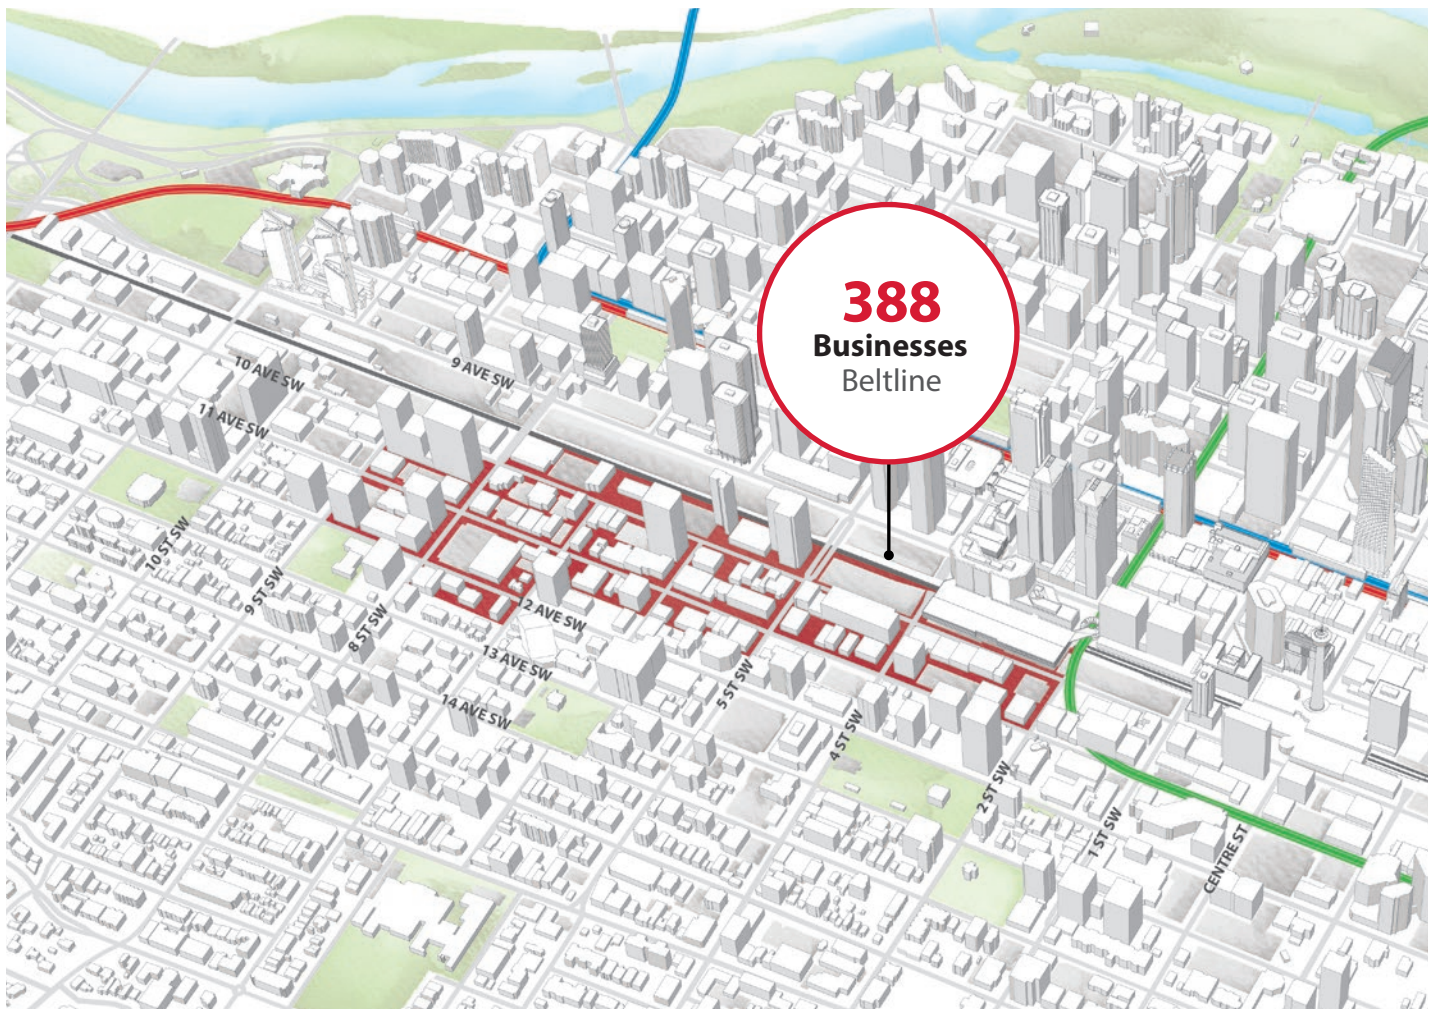 388
Businesses
Beltline
9 AVE SW
10 AVE SW
11 AVE SW
10 ST SW
9 ST SW
8 ST SW
12 AVE SW
13 AVE SW
14 AVE SW
5 ST SW
4 ST SW
2 ST SW
1 ST SW
CENTRE ST